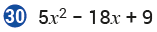 30 5x² − 18x + 9